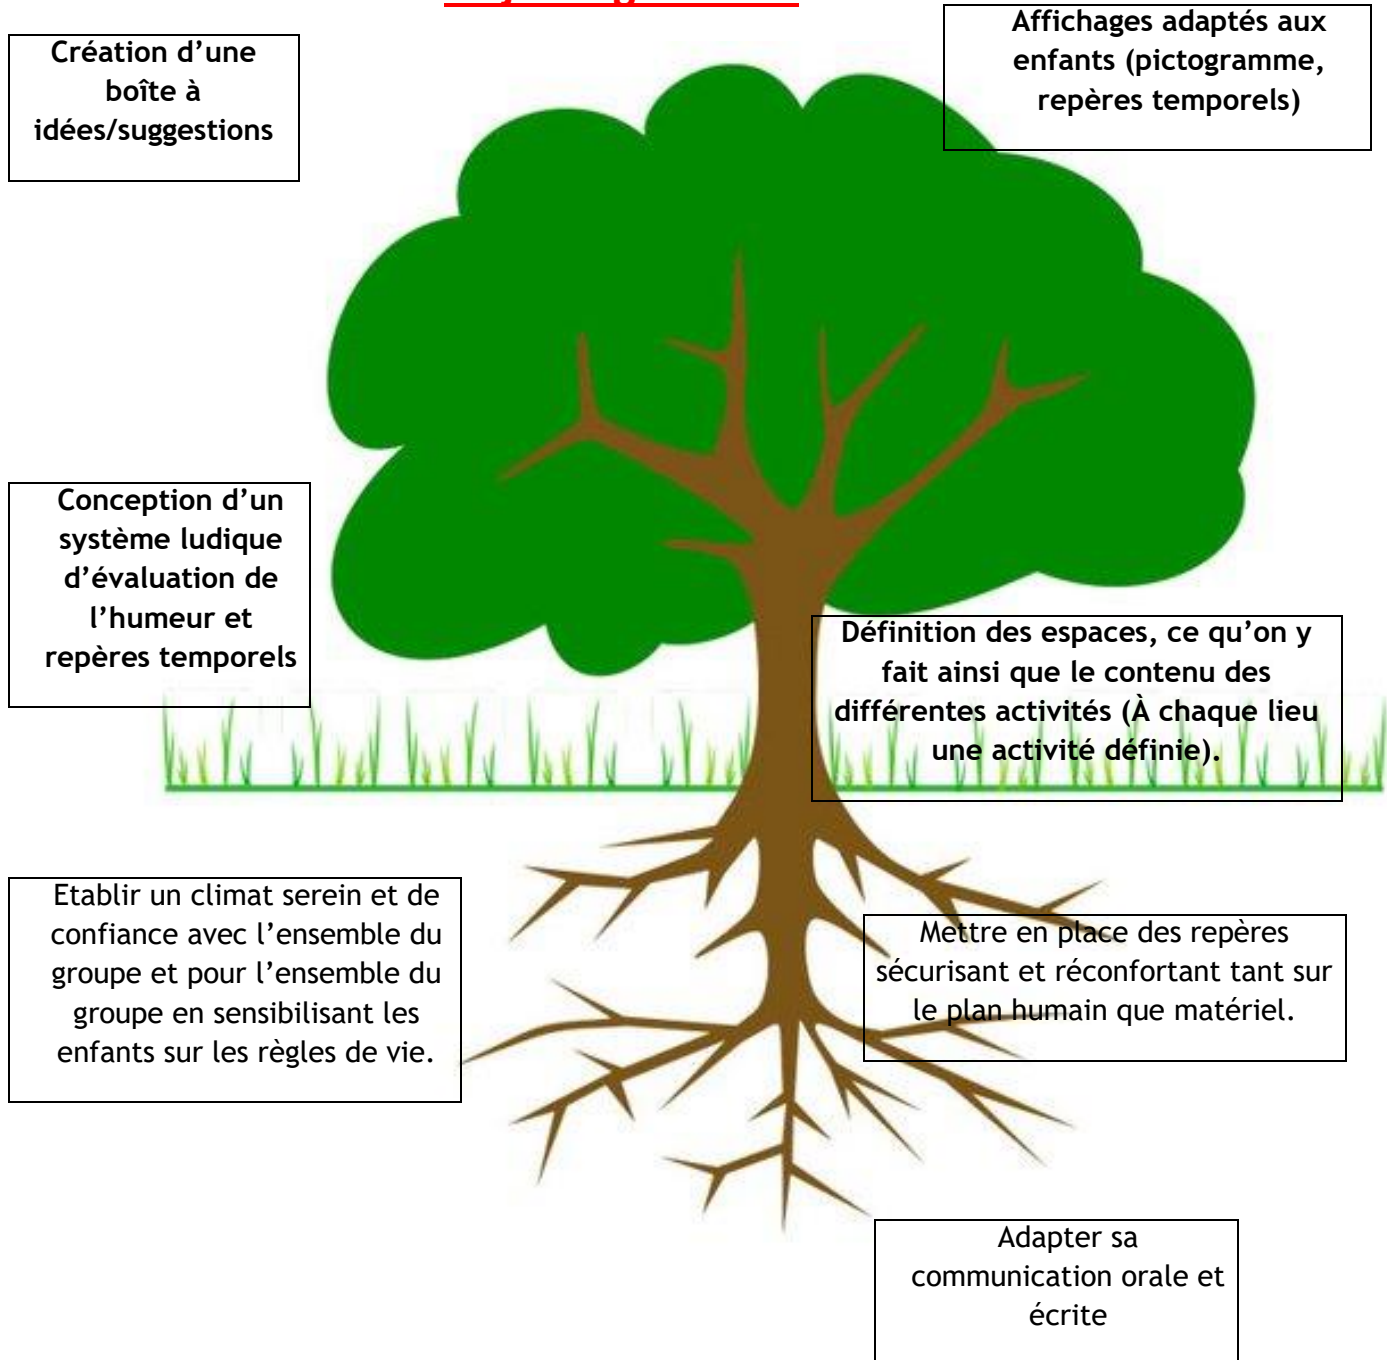 Création d’une
boîte à
idées/suggestions
Affichages adaptés aux
enfants (pictogramme,
repères temporels)
Conception d’un
système ludique
d’évaluation de
l’humeur et
repères temporels
Définition des espaces, ce qu’on y
fait ainsi que le contenu des
différentes activités (À chaque lieu
une activité définie).
Etablir un climat serein et de
confiance avec l’ensemble du
groupe et pour l’ensemble du
groupe en sensibilisant les
enfants sur les règles de vie.
Mettre en place des repères
sécurisant et réconfortant tant sur
le plan humain que matériel.
Adapter sa
communication orale et
écrite